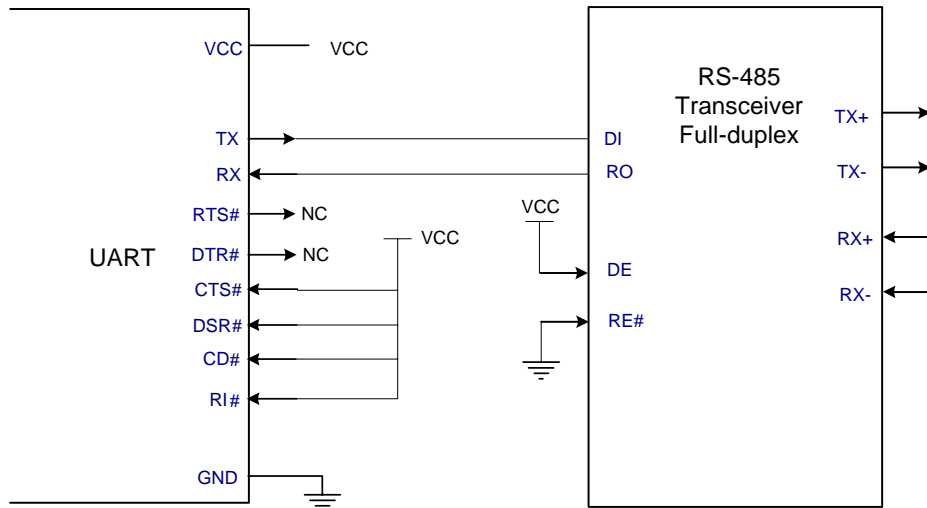 VCC
VCC
TX
RX
RTS#
NC
DTR#
NC
UART
CTS#
DSR#
CD#
RI#
GND
VCC
RS-485
Transceiver
Full-duplex
DI
RO
VCC
DE
RE#
TX+
TX-
RX+
RX-